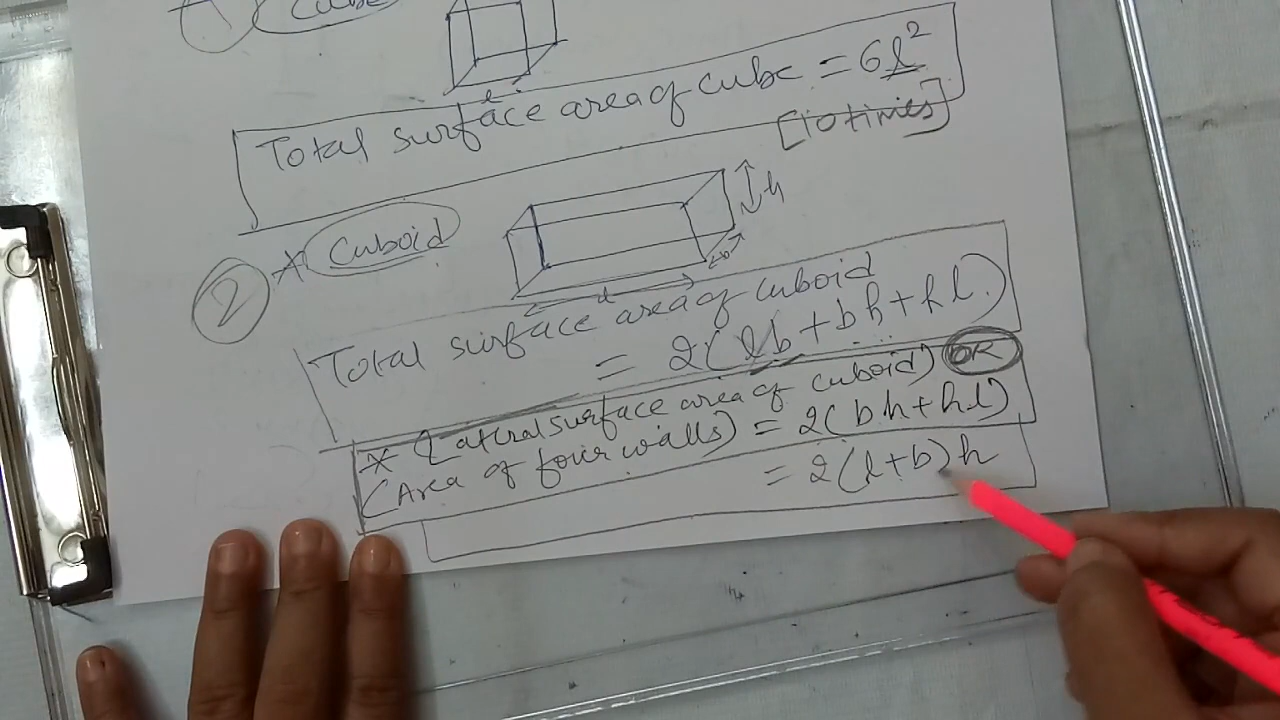 Cube
l
Total surface area of cube = 6l²
[10 times]
② * Cuboid
h
b
l
Total surface area of cuboid
= 2(lb + bh + hl)
* (Lateral surface area of cuboid) OR
(Area of four walls) = 2(bh + hl)
= 2(l+b)h